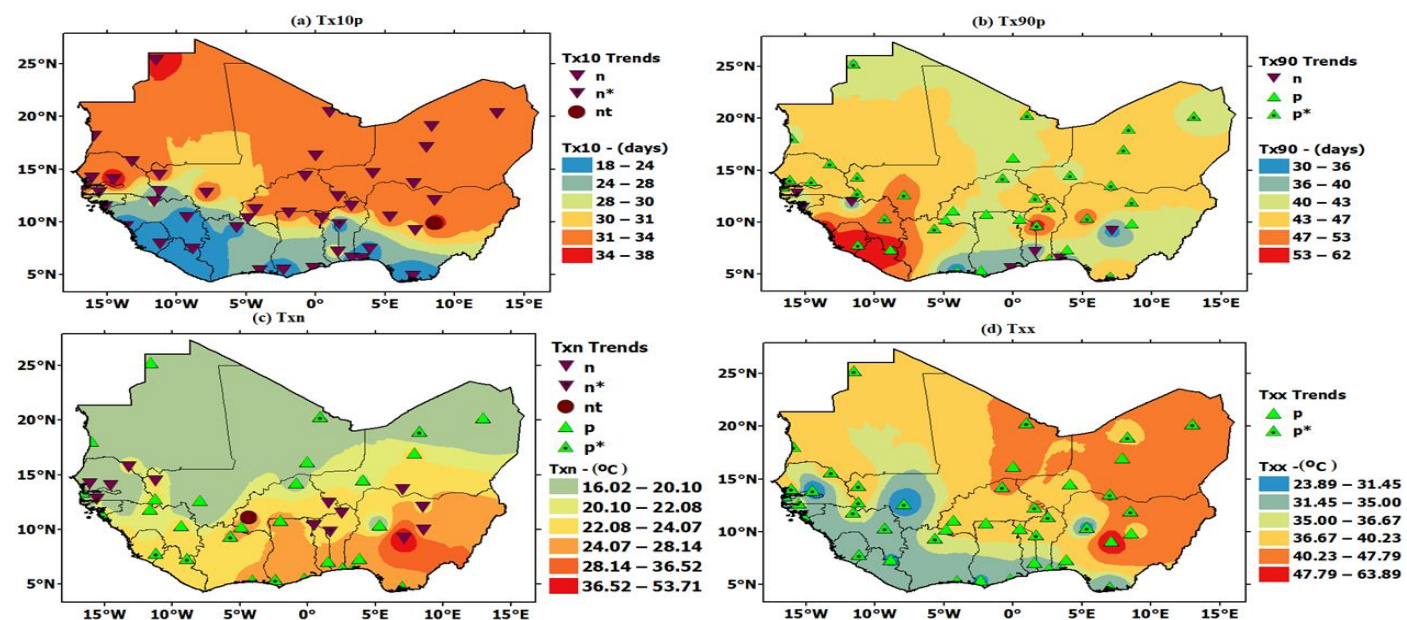 (a) Tx10p
25°N
20°N
15°N
10°N
5°N
15°W 10°W 5°W 0° 5°E 10°E 15°E
Tx10 Trends
n
n*
nt
Tx10 - (days)
18 – 24
24 – 28
28 – 30
30 – 31
31 – 34
34 – 38
(b) Tx90p
25°N
20°N
15°N
10°N
5°N
15°W 10°W 5°W 0° 5°E 10°E 15°E
Tx90 Trends
n
p
p*
Tx90 - (days)
30 – 36
36 – 40
40 – 43
43 – 47
47 – 53
53 – 62
(c) Txn
25°N
20°N
15°N
10°N
5°N
15°W 10°W 5°W 0° 5°E 10°E 15°E
Txn Trends
n
n*
nt
p
p*
Txn - (ºC)
16.02 – 20.10
20.10 – 22.08
22.08 – 24.07
24.07 – 28.14
28.14 – 36.52
36.52 – 53.71
(d) Txx
25°N
20°N
15°N
10°N
5°N
15°W 10°W 5°W 0° 5°E 10°E 15°E
Txx Trends
p
p*
Txx -(ºC)
23.89 – 31.45
31.45 – 35.00
35.00 – 36.67
36.67 – 40.23
40.23 – 47.79
47.79 – 63.89